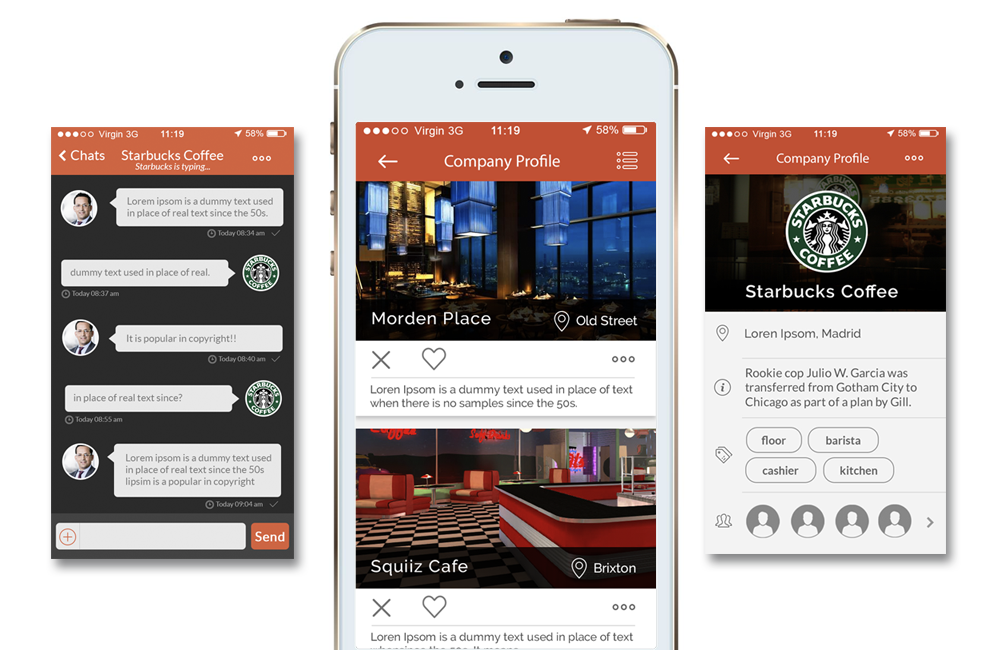 Virgin 3G 11:19 58%
Chats Starbucks Coffee
Starbucks is typing...
Lorem ipsom is a dummy text used
in place of real text since the 50s.
Today 08:34 am
dummy text used in place of real.
STARBUCKS COFFEE
Today 08:37 am
It is popular in copyright!!
Today 08:40 am
in place of real text since?
STARBUCKS COFFEE
Today 08:55 am
Lorem ipsom is a dummy text used
in place of real text since the 50s
lipsim is a popular in copyright
Today 09:04 am
Send
Virgin 3G 11:19 58%
Company Profile
Morden Place Old Street
Loren Ipsom is a dummy text used in place of text
when there is no samples since the 50s.
Squiiz Cafe Brixton
Loren Ipsom is a dummy text used in place of text
Virgin 3G 11:19 58%
Company Profile
STARBUCKS COFFEE
Starbucks Coffee
Loren Ipsom, Madrid
Rookie cop Julio W. Garcia was
transferred from Gotham City to
Chicago as part of a plan by Gill.
floor barista
cashier kitchen